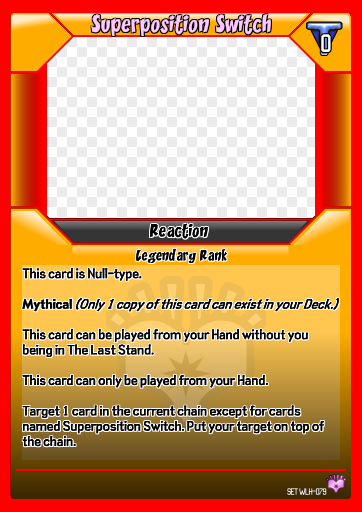 Superposition Switch
0
Reaction
Legendary Rank
This card is Null-type.
Mythical (Only 1 copy of this card can exist in your Deck.)
This card can be played from your Hand without you
being in The Last Stand.
This card can only be played from your Hand.
Target 1 card in the current chain except for cards
named Superposition Switch. Put your target on top of
the chain.
SET WLH-079